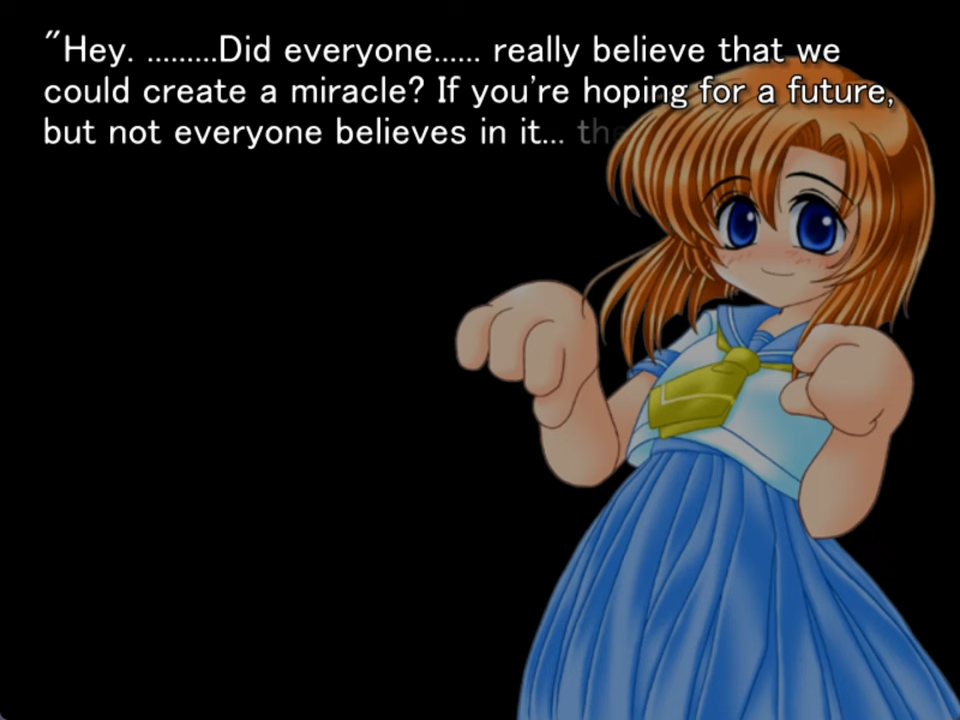 "Hey. .........Did everyone...... really believe that we
could create a miracle? If you're hoping for a future,
but not everyone believes in it...